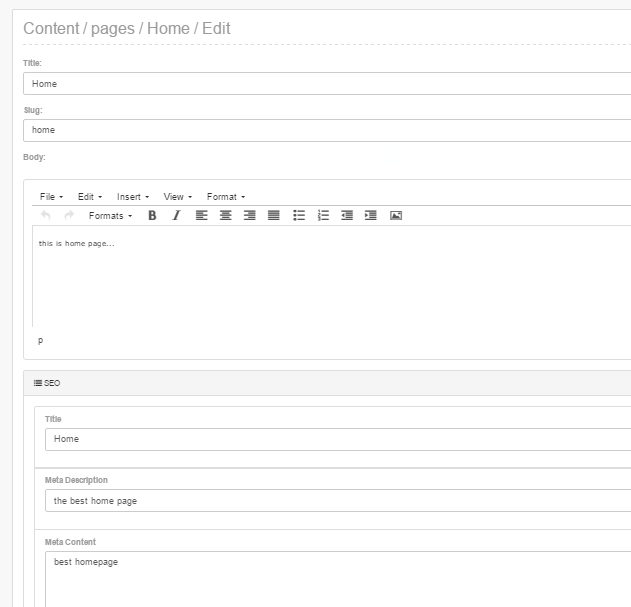 Content / pages / Home / Edit
Title:
Home
Slug:
home
Body:
File Edit Insert View Format
Formats B I
this is home page...
p
SEO
Title
Home
Meta Description
the best home page
Meta Content
best homepage